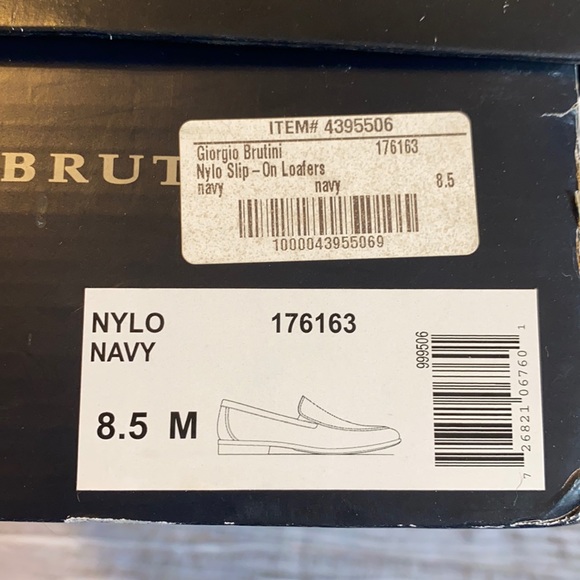 BRUT
ITEM# 4395506
Giorgio Brutini 176163
Nylo Slip-On Loafers
navy navy 8.5
1000043955069
NYLO 176163
NAVY
8.5 M
999506
7 26821 06760 1